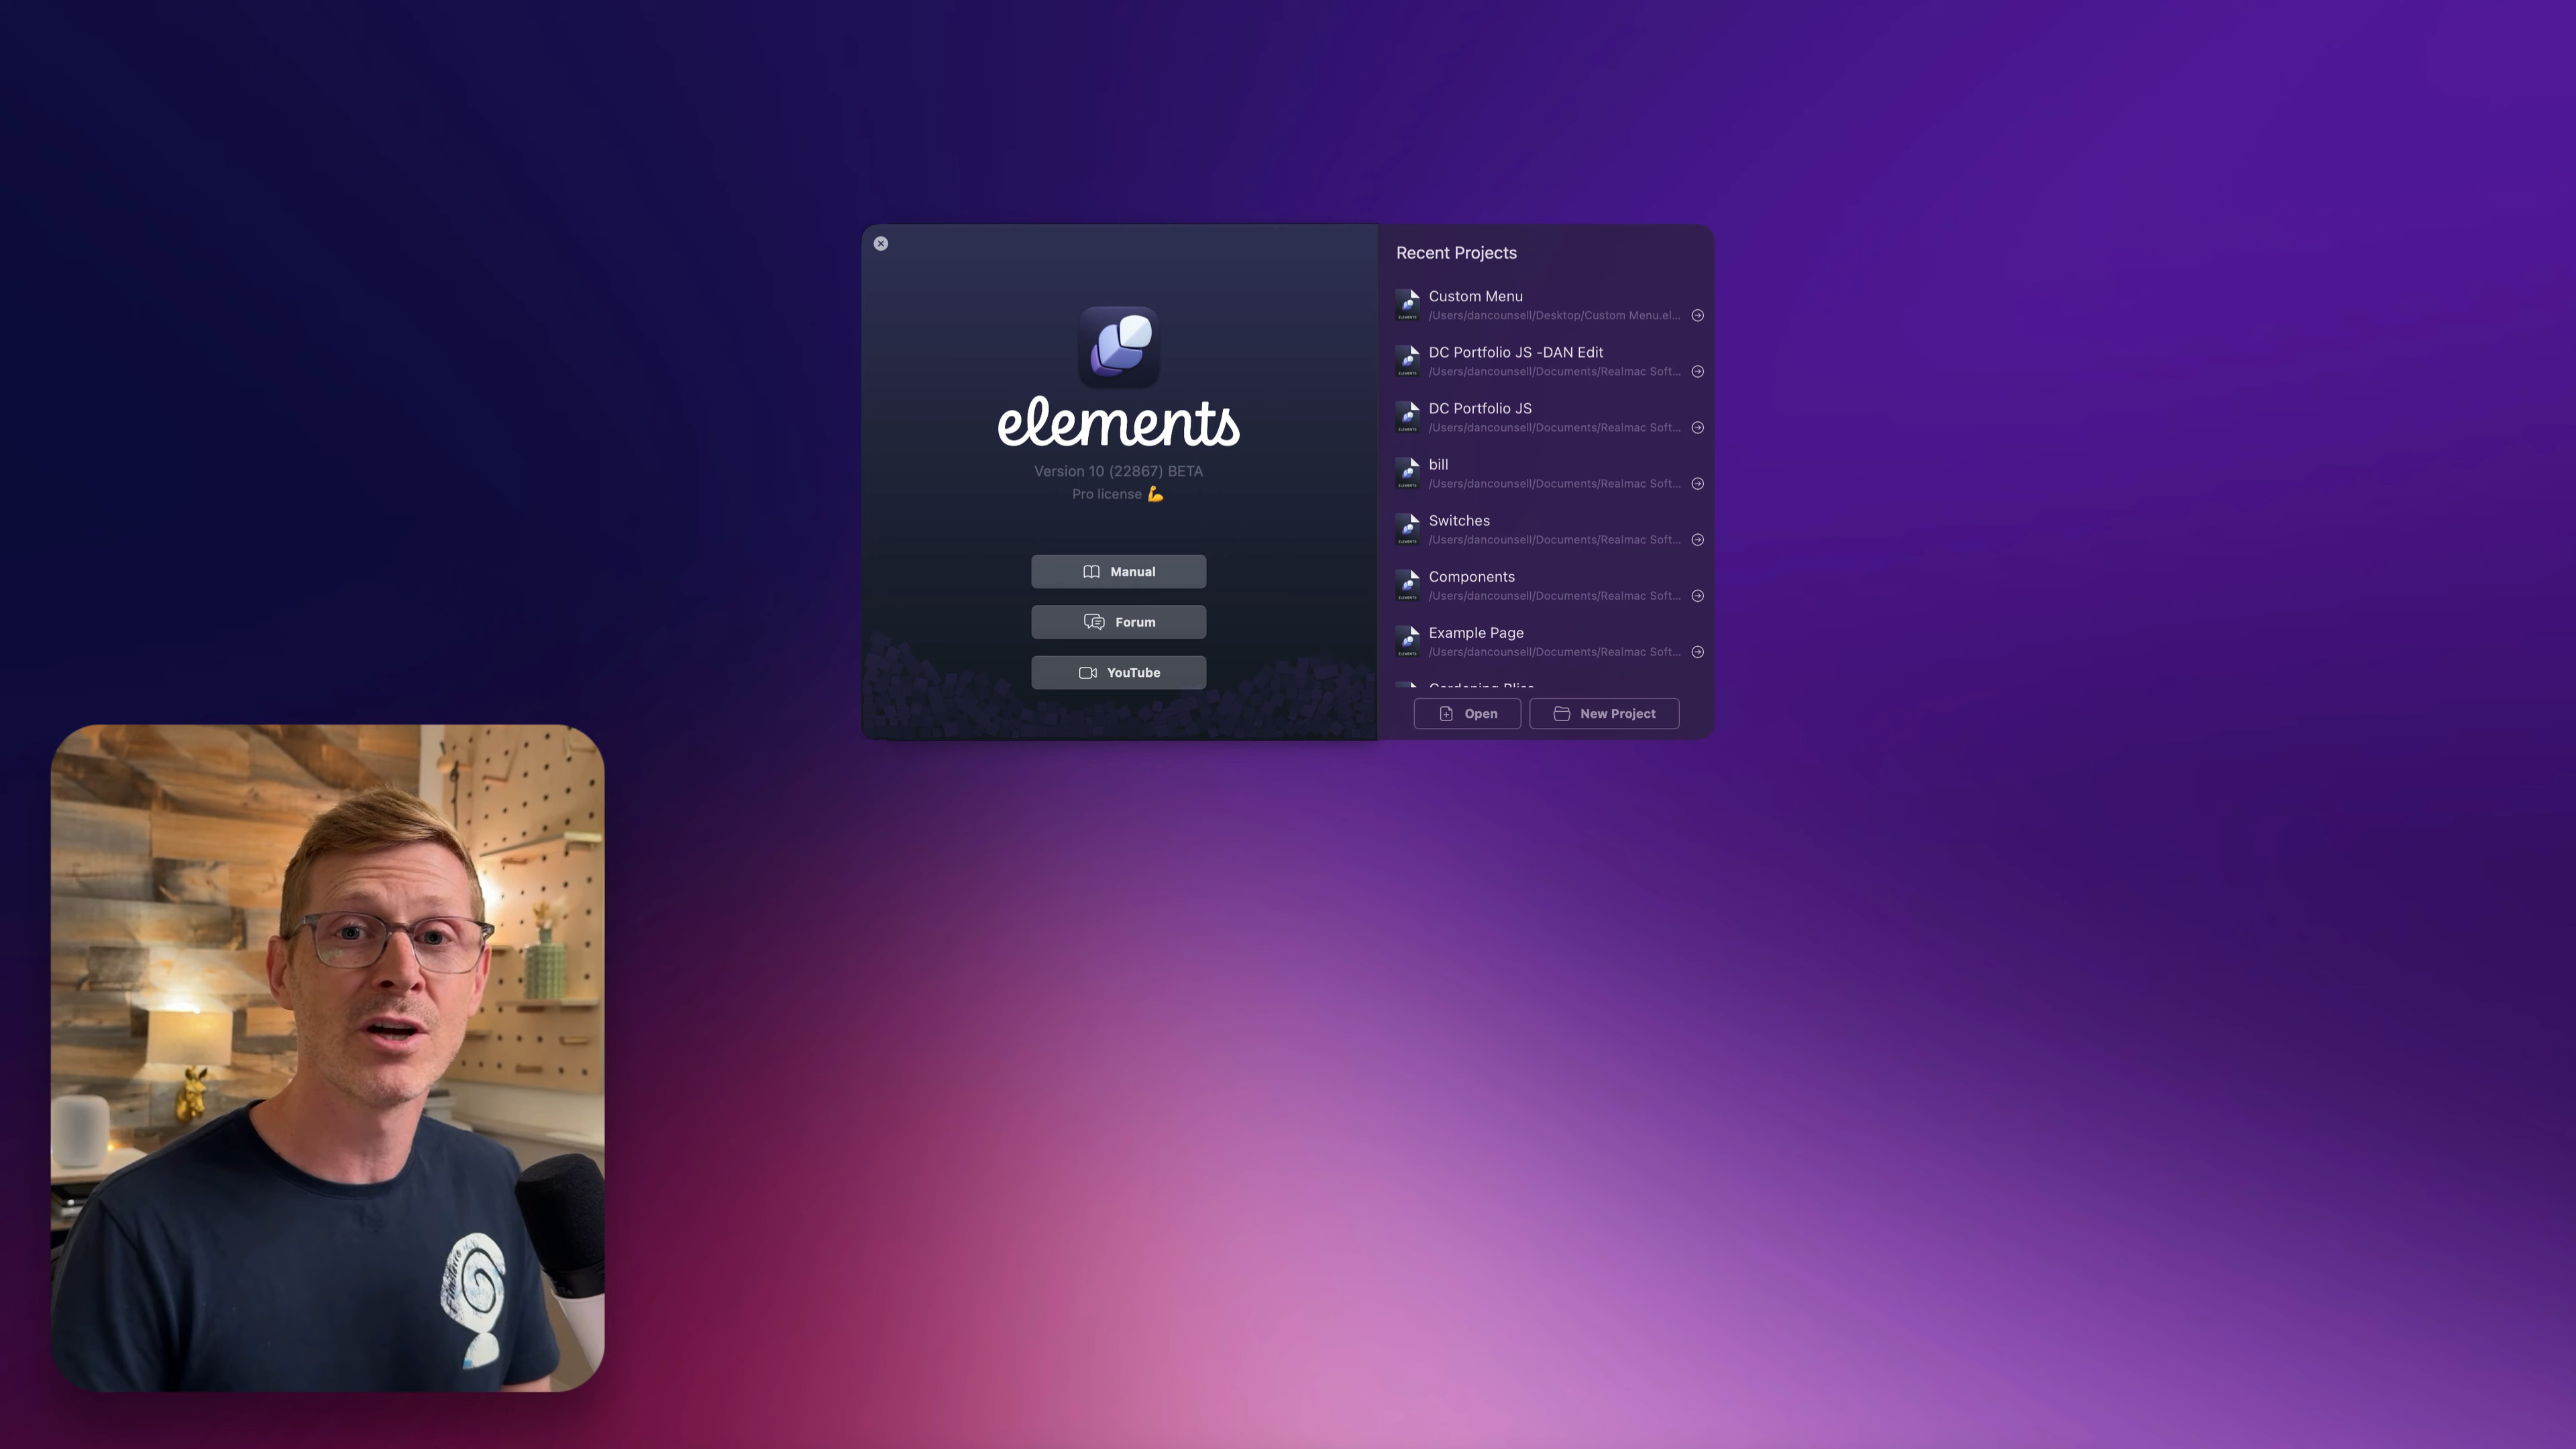 elements
Version 10 (22867) BETA
Pro license 💪
Manual
Forum
YouTube
Recent Projects
Custom Menu
/Users/dancounsell/Desktop/Custom Menu.el...
DC Portfolio JS -DAN Edit
/Users/dancounsell/Documents/Realmac Soft...
DC Portfolio JS
/Users/dancounsell/Documents/Realmac Soft...
bill
/Users/dancounsell/Documents/Realmac Soft...
Switches
/Users/dancounsell/Documents/Realmac Soft...
Components
/Users/dancounsell/Documents/Realmac Soft...
Example Page
/Users/dancounsell/Documents/Realmac Soft...
Open
New Project